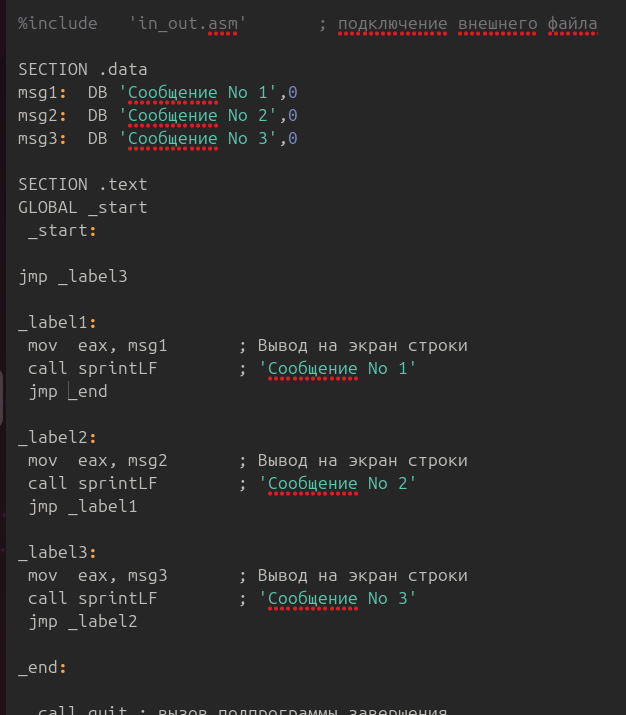 %include   'in_out.asm'       ; подключение внешнего файла
SECTION .data
msg1:  DB 'Сообщение No 1',0
msg2:  DB 'Сообщение No 2',0
msg3:  DB 'Сообщение No 3',0
SECTION .text
GLOBAL _start
 _start:
jmp _label3
_label1:
 mov  eax, msg1       ; Вывод на экран строки
 call sprintLF        ; 'Сообщение No 1'
 jmp _end
_label2:
 mov  eax, msg2       ; Вывод на экран строки
 call sprintLF        ; 'Сообщение No 2'
 jmp _label1
_label3:
 mov  eax, msg3       ; Вывод на экран строки
 call sprintLF        ; 'Сообщение No 3'
 jmp _label2
_end:
  call quit ; вызов подпрограммы завершения